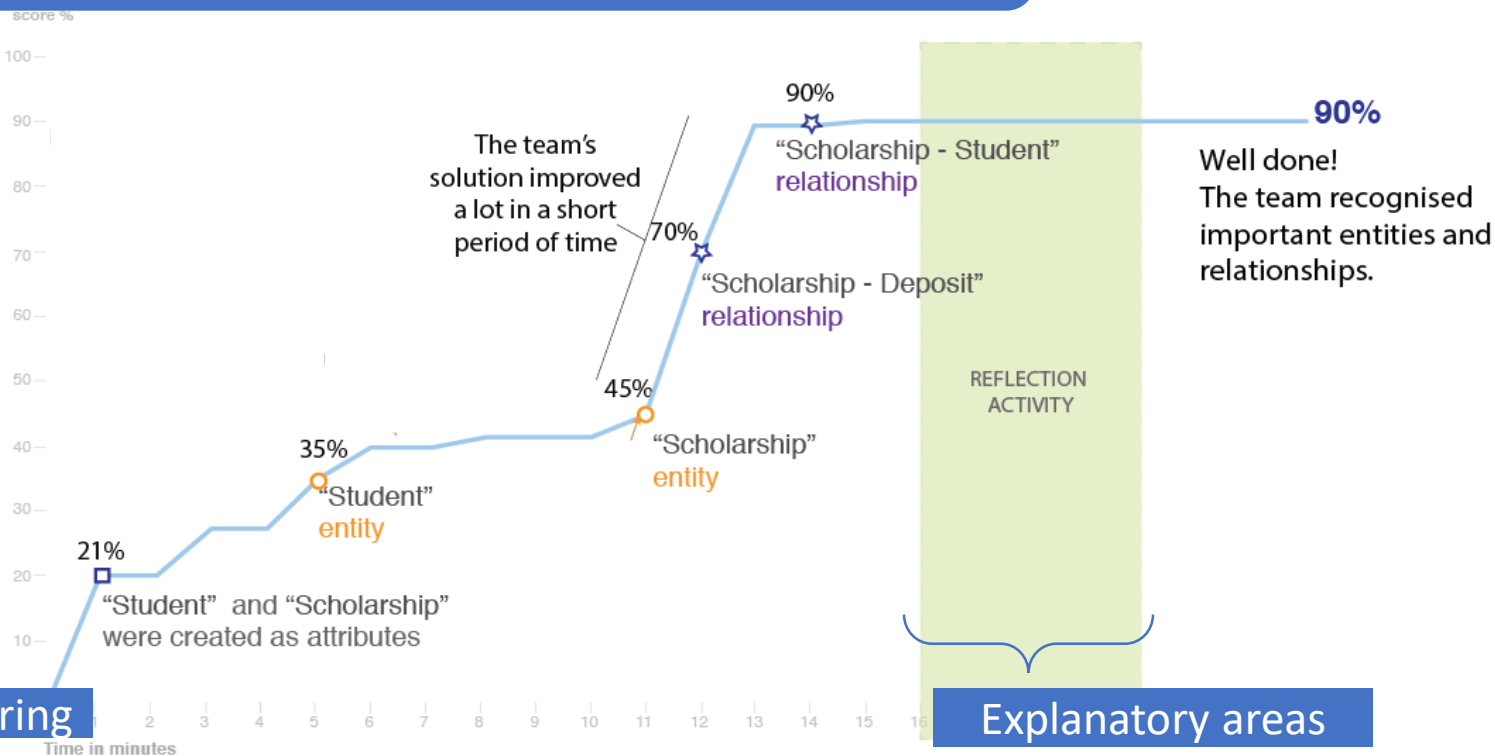 score %
100
90
80
70
60
50
40
30
20
10
90%
90%
The team's
solution improved
a lot in a short
period of time
“Scholarship - Student”
relationship
Well done!
The team recognised
important entities and
relationships.
70%
“Scholarship - Deposit”
relationship
REFLECTION
ACTIVITY
45%
“Scholarship”
entity
35%
“Student”
entity
21%
“Student” and “Scholarship”
were created as attributes
ring
1 2 3 4 5 6 7 8 9 10 11 12 13 14 15 16
Explanatory areas
Time in minutes